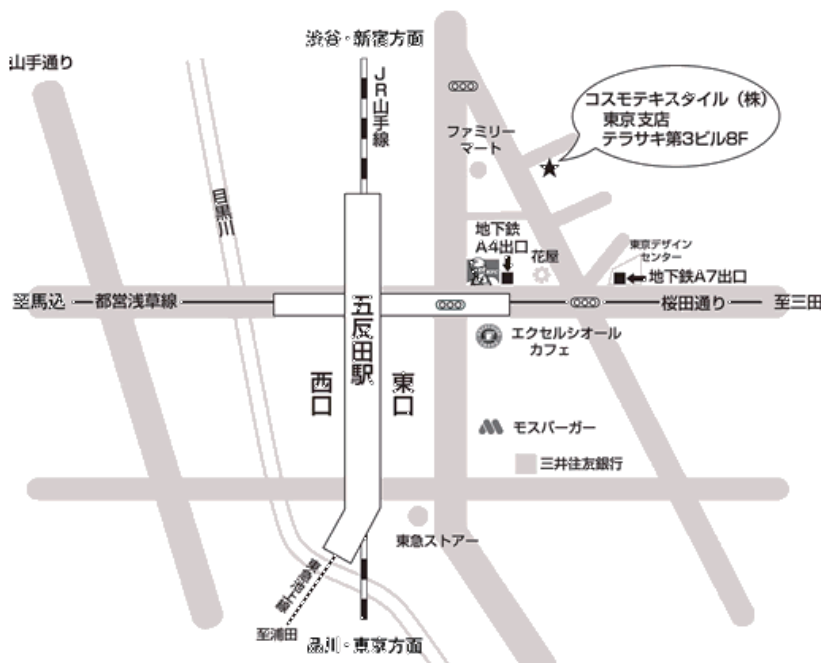 渋谷・新宿方面
山手通り
JR山手線
コスモテキスタイル（株）
東京支店
テラサキ第3ビル8F
ファミリー
マート
目黒川
地下鉄
A4出口
花屋
東京デザイン
センター
地下鉄A7出口
至馬込
都営浅草線
五反田駅
桜田通り
至三田
エクセルシオール
カフェ
西口
東口
モスバーガー
三井住友銀行
東急ストアー
東急池上線
至蒲田
品川・東京方面